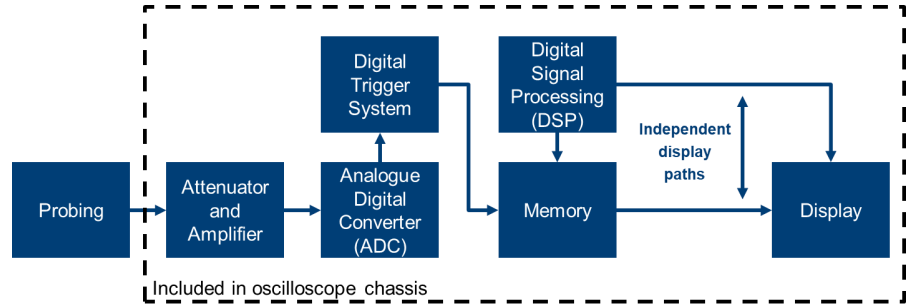 Digital
Trigger
System
Digital
Signal
Processing
(DSP)
Independent
display
paths
Probing
Attenuator
and
Amplifier
Analogue
Digital
Converter
(ADC)
Memory
Display
Included in oscilloscope chassis